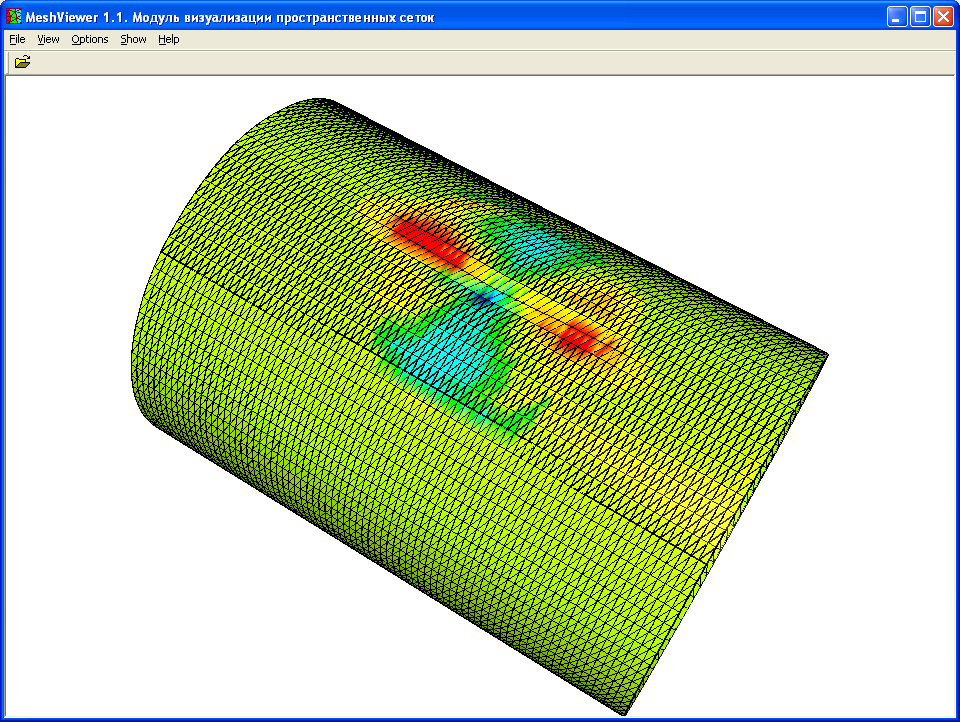 MeshViewer 1.1. Модуль визуализации пространственных сеток
File View Options Show Help